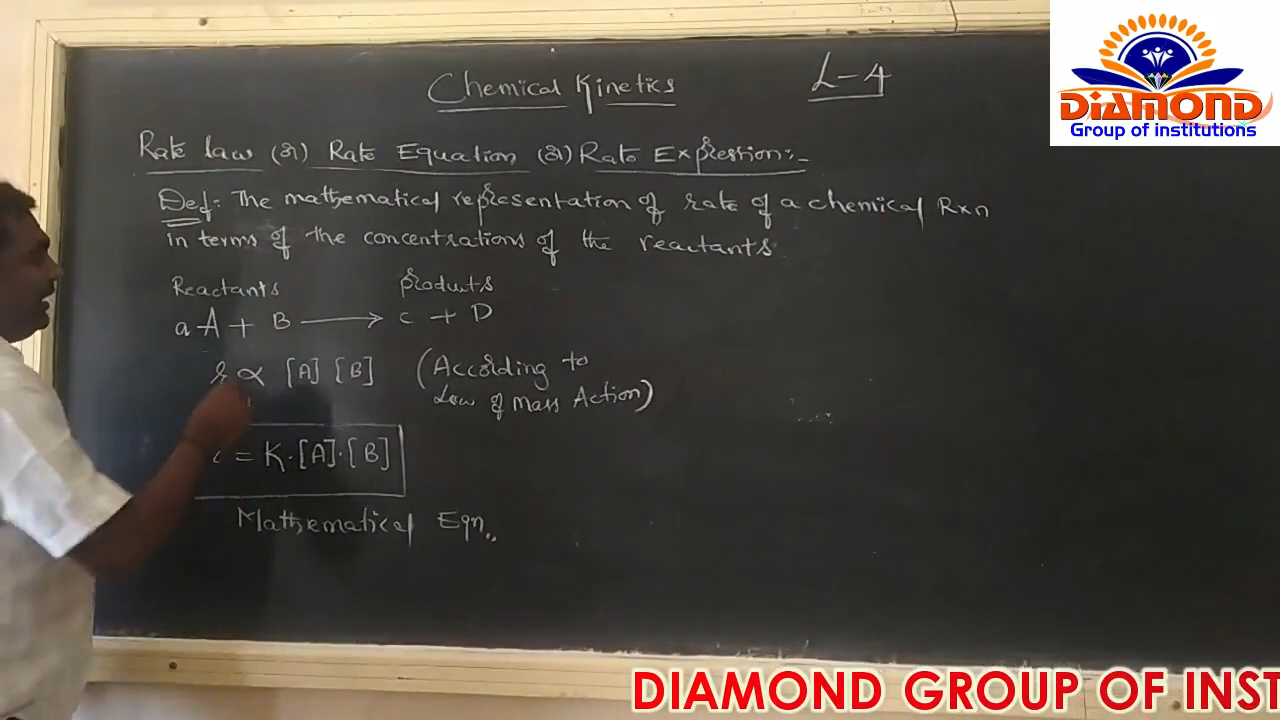 Chemical Kinetics
L-4
DIAMOND
Group of institutions
Rate law (or) Rate Equation (or) Rate Expression:-
Def: The mathematical representation of rate of a chemical Rxn
in terms of the concentrations of the reactants
Reactants products
aA + B ⟶ C + D
r ∝ [A] [B] (According to
Law of Mass Action)
r = K·[A]·[B]
Mathematical Eqn.,
DIAMOND GROUP OF INST